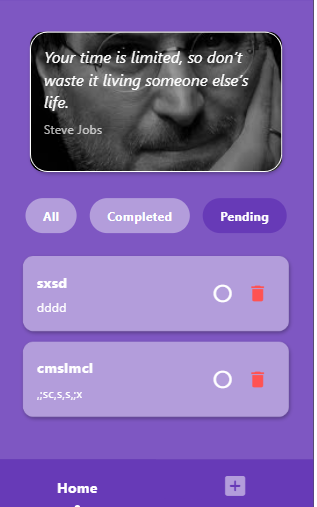 Your time is limited, so don't
waste it living someone else's
life.
Steve Jobs
All Completed Pending
sxsd
dddd
cmslmcl
,;sc,s,s,;x
Home